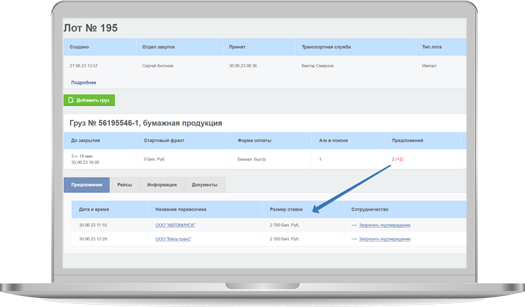 Лот № 195
Создано Отдел закупок Принят Транспортная служба Тип лота
27.06.23 13:57 Сергей Антонов 30.06.23 08:36 Виктор Смирнов Импорт
Подробнее
Добавить груз
Груз № 56195546-1, бумажная продукция
До закрытия Стартовый фрахт Форма оплаты А/м в поиске Предложений
3 ч. 19 мин. 0 Бел. Руб. Безнал. быстр. 1 2 (+2)
30.06.23 16:00
Предложения Рейсы Информация Документы
Дата и время Название перевозчика Размер ставки Сотрудничество
30.06.23 11:10 ООО "АВТОМИНСК" 2 700 Бел. Руб. Запросить подтверждение
30.06.23 12:29 ООО "Мега-транс" 2 300 Бел. Руб. Запросить подтверждение